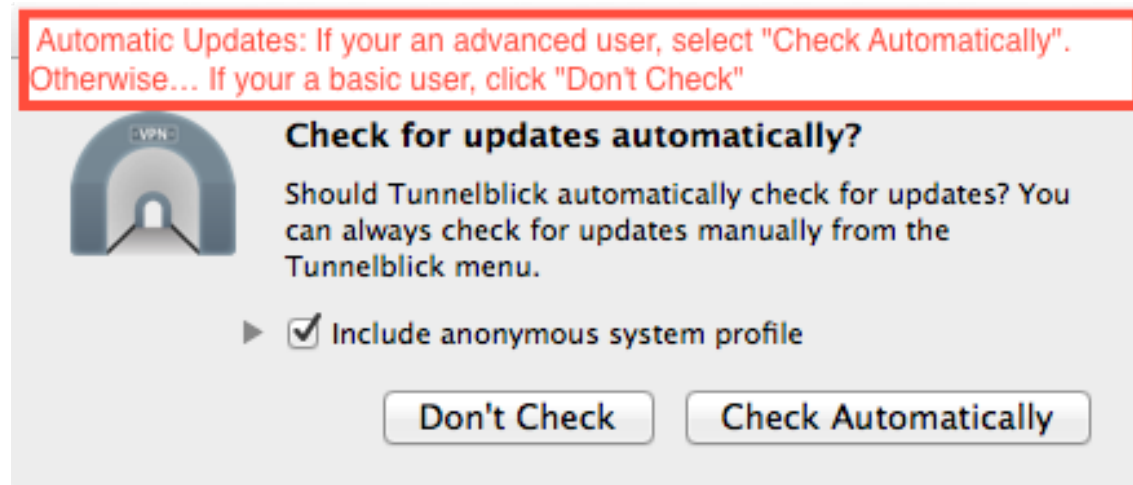 Automatic Updates: If your an advanced user, select "Check Automatically".
Otherwise... If your a basic user, click "Don't Check"
VPN
Check for updates automatically?
Should Tunnelblick automatically check for updates? You
can always check for updates manually from the
Tunnelblick menu.
Include anonymous system profile
Don't Check
Check Automatically